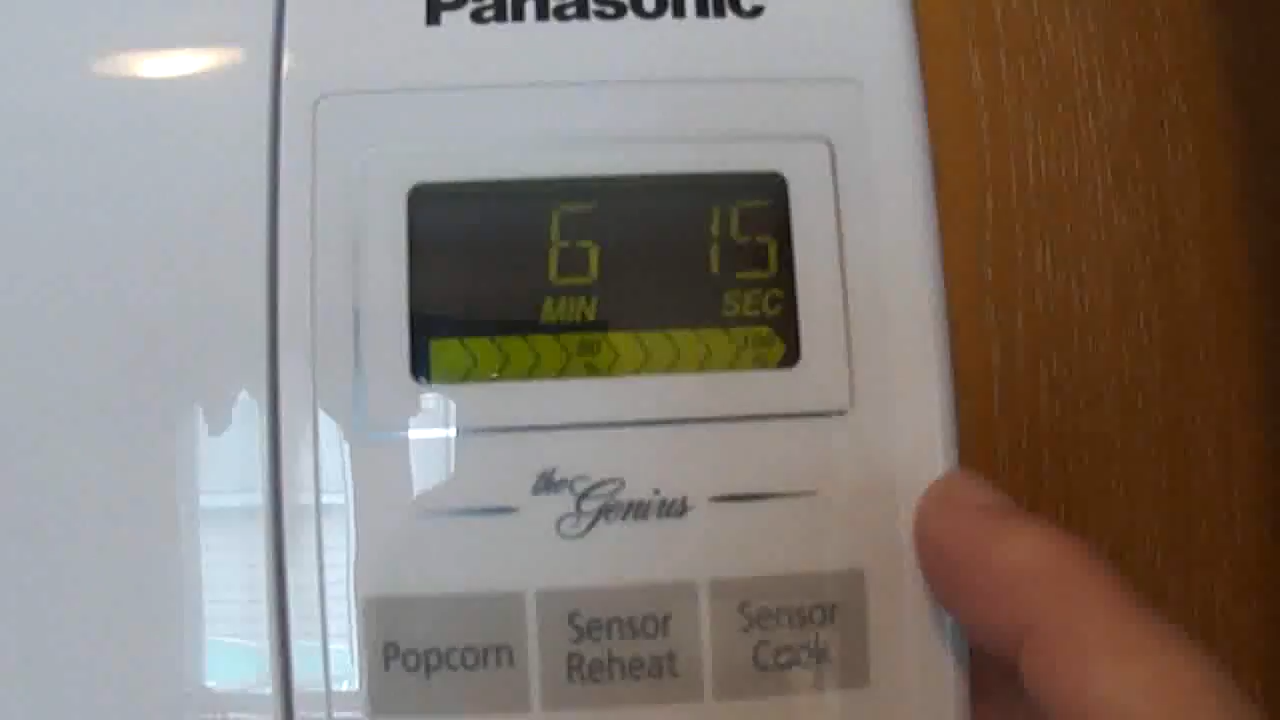 Panasonic
6 15
MIN SEC
the Genius
Popcorn
Sensor Reheat
Sensor Cook